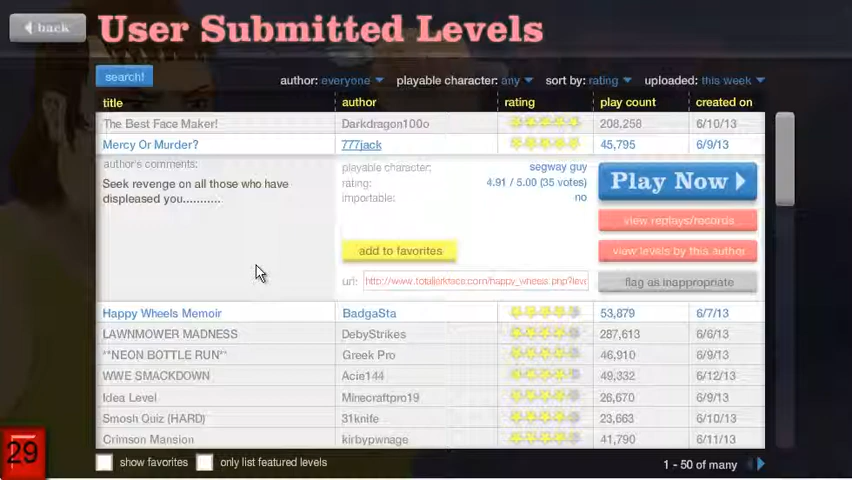 back
User Submitted Levels
search!
author: everyone playable character: any sort by: rating uploaded: this week
title author rating play count created on
The Best Face Maker! Darkdragon100o 208,258 6/10/13
Mercy Or Murder? 777jack 45,795 6/9/13
author's comments:
Seek revenge on all those who have
displeased you...........
playable character: segway guy
rating: 4.91 / 5.00 (35 votes)
importable: no
add to favorites
url: http://www.totaljerkface.com/happy_wheels.php?leve
Play Now
view replays/records
view levels by this author
flag as inappropriate
Happy Wheels Memoir BadgaSta 53,879 6/7/13
LAWNMOWER MADNESS DebyStrikes 287,613 6/6/13
**NEON BOTTLE RUN** Greek Pro 46,910 6/9/13
WWE SMACKDOWN Acie144 49,332 6/12/13
Idea Level Minecraftpro19 26,670 6/9/13
Smosh Quiz (HARD) 31knife 23,663 6/10/13
Crimson Mansion kirbypwnage 41,790 6/11/13
29
show favorites only list featured levels 1 - 50 of many